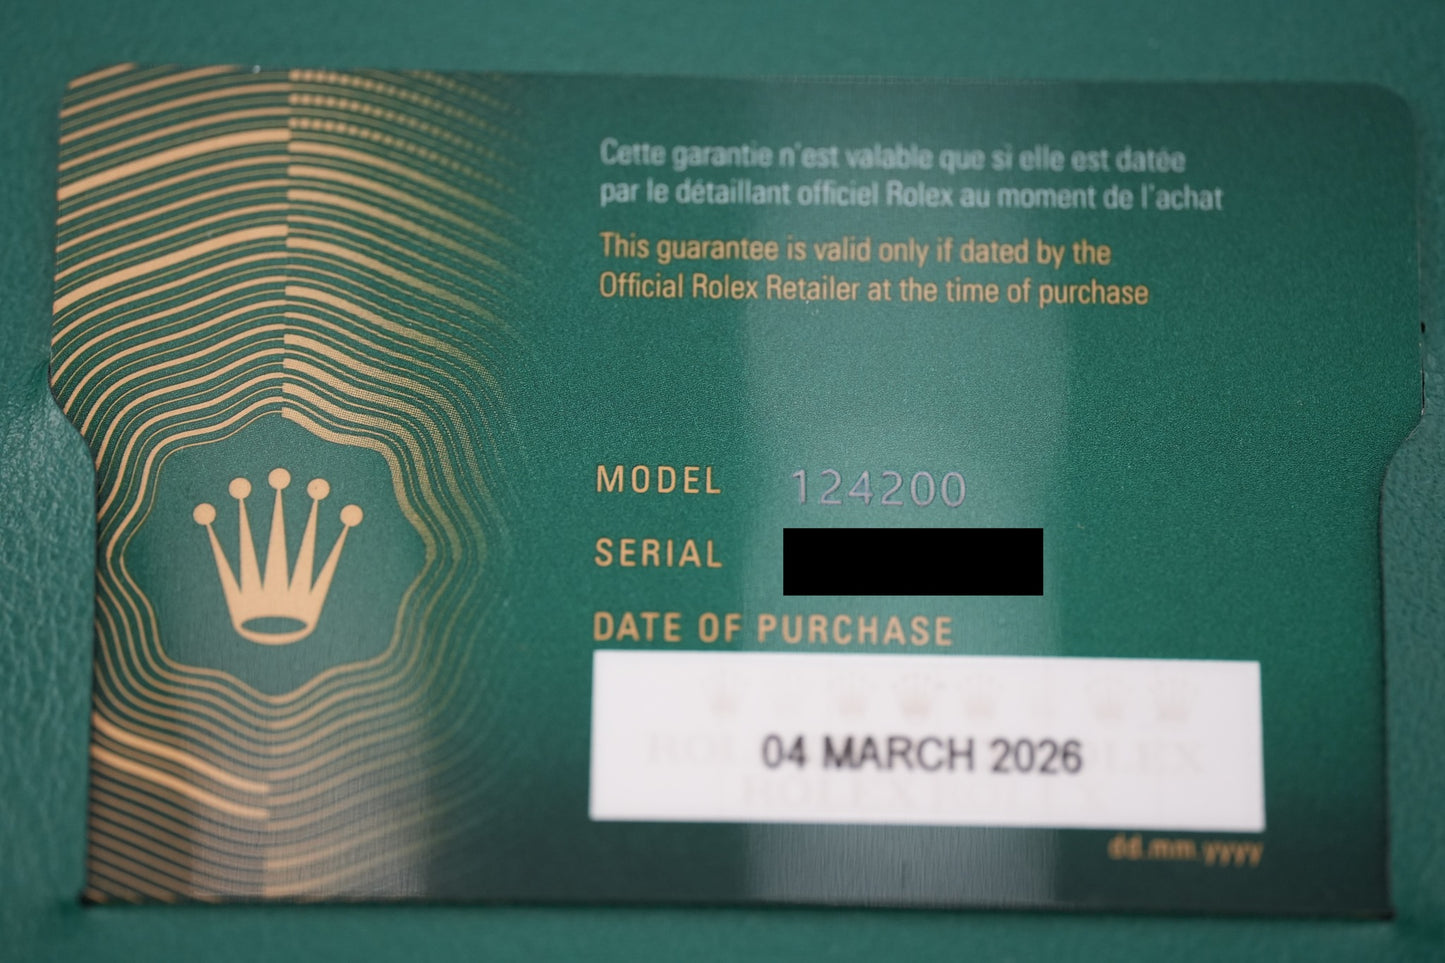 Cette garantie n'est valable que si elle est datée
par le détaillant officiel Rolex au moment de l'achat
This guarantee is valid only if dated by the
Official Rolex Retailer at the time of purchase
MODEL 124200
SERIAL
DATE OF PURCHASE
04 MARCH 2026
dd.mm.yyyy